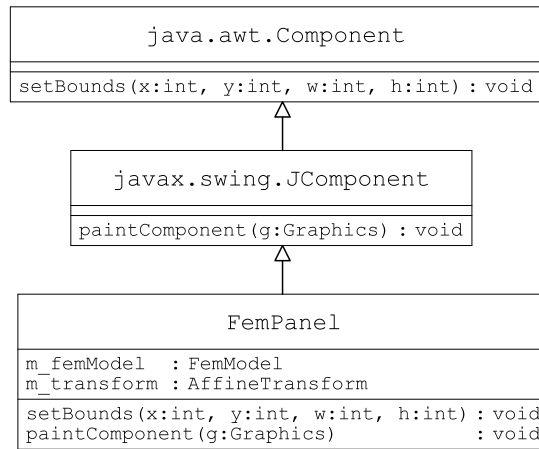 java.awt.Component
setBounds(x:int, y:int, w:int, h:int) : void
javax.swing.JComponent
paintComponent(g:Graphics) : void
FemPanel
m_femModel : FemModel
m_transform : AffineTransform
setBounds(x:int, y:int, w:int, h:int) : void
paintComponent(g:Graphics) : void